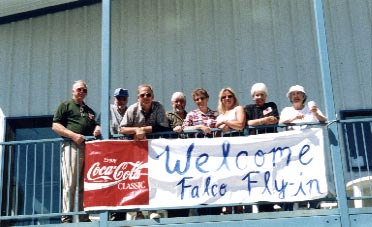 Enjoy
Coca-Cola
CLASSIC
Welcome
Falco Fly-in